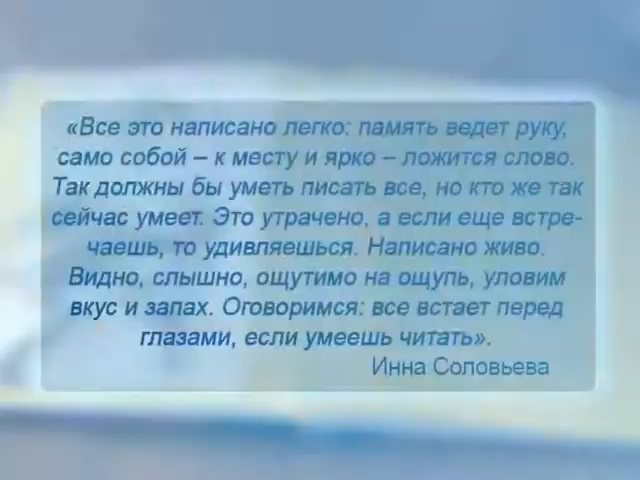 «Все это написано легко: память ведет руку,
само собой – к месту и ярко – ложится слово.
Так должны бы уметь писать все, но кто же так
сейчас умеет. Это утрачено, а если еще встре-
чаешь, то удивляешься. Написано живо.
Видно, слышно, ощутимо на ощупь, уловим
вкус и запах. Оговоримся: все встает перед
глазами, если умеешь читать».
Инна Соловьева